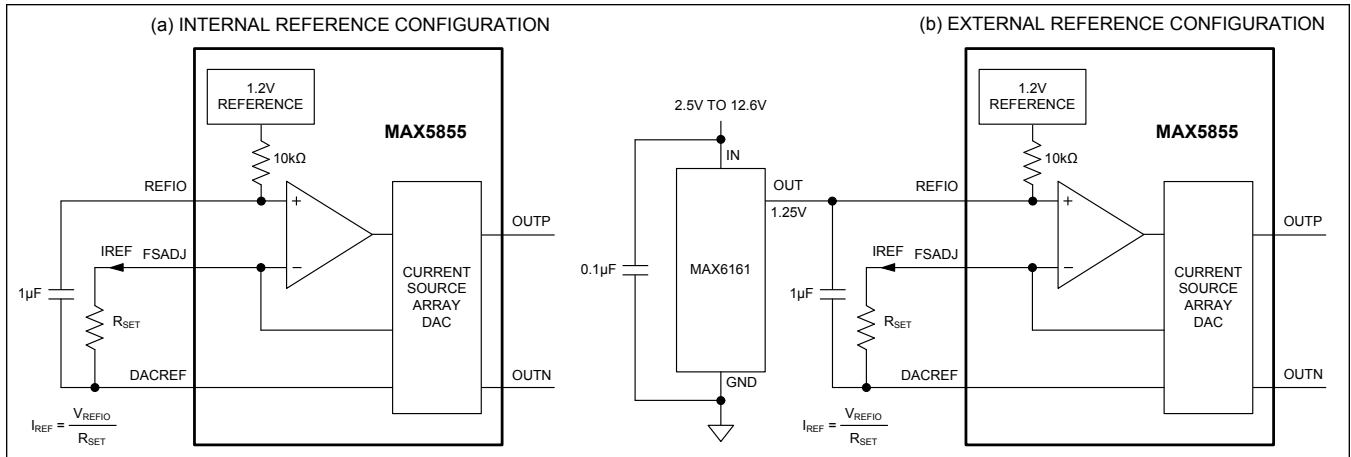 (a) INTERNAL REFERENCE CONFIGURATION
1.2V
REFERENCE
MAX5855
10kΩ
REFIO
+
OUTP
IREF
FSADJ
−
1µF
RSET
CURRENT
SOURCE
ARRAY
DAC
DACREF
OUTN
IREF = VREFIO
RSET
(b) EXTERNAL REFERENCE CONFIGURATION
2.5V TO 12.6V
IN
OUT
1.25V
0.1µF
MAX6161
GND
1.2V
REFERENCE
MAX5855
10kΩ
REFIO
+
OUTP
IREF
FSADJ
−
1µF
RSET
CURRENT
SOURCE
ARRAY
DAC
DACREF
OUTN
IREF = VREFIO
RSET